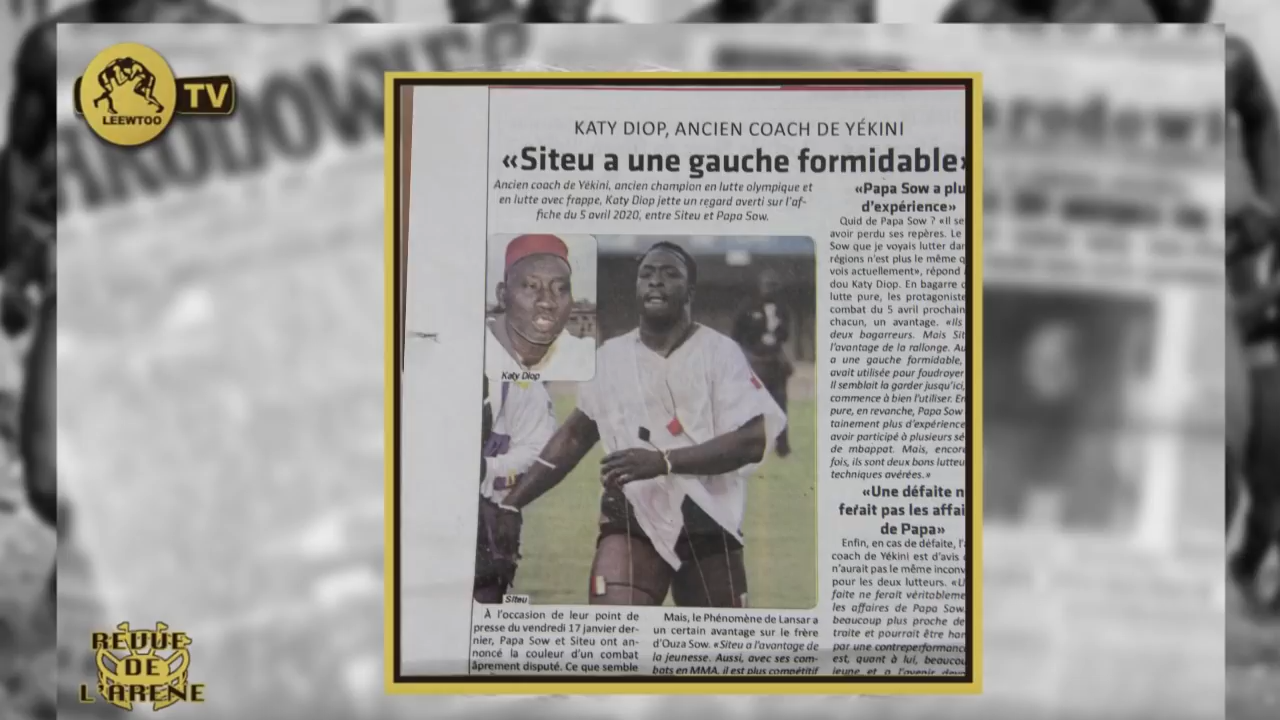 LEEWTOO
TV
KATY DIOP, ANCIEN COACH DE YÉKINI
«Siteu a une gauche formidable»
Ancien coach de Yékini, ancien champion en lutte olympique et
en lutte avec frappe, Katy Diop jette un regard averti sur l'af-
fiche du 5 avril 2020, entre Siteu et Papa Sow.
Katy Diop
Siteu
À l'occasion de leur point de
presse du vendredi 17 janvier der-
nier, Papa Sow et Siteu ont an-
noncé la couleur d'un combat
âprement disputé. Ce que semble
Mais, le Phénomène de Lansar a
un certain avantage sur le frère
d'Ouza Sow. «Siteu a l'avantage de
la jeunesse. Aussi, avec ses com-
bats en MMA, il est plus compétitif
«Papa Sow a plu
d'expérience»
Quid de Papa Sow ? «Il se
avoir perdu ses repères. Le
Sow que je voyais lutter dan
régions n'est plus le même q
vois actuellement», répond
dou Katy Diop. En bagarre c
lutte pure, les protagoniste
combat du 5 avril prochain
chacun, un avantage. «Ils
deux bagarreurs. Mais Sit
l'avantage de la rallonge. Au
a une gauche formidable,
avait utilisée pour foudroyer
Il semblait la garder jusqu'ici,
commence à bien l'utiliser. En
pure, en revanche, Papa Sow
tainement plus d'expérience
avoir participé à plusieurs sé
de mbappat. Mais, encor
fois, ils sont deux bons lutteu
techniques avérées.»
«Une défaite n
ferait pas les affai
de Papa»
Enfin, en cas de défaite, l'
coach de Yékini est d'avis
n'aurait pas le même inconv
pour les deux lutteurs. «U
faite ne ferait véritableme
les affaires de Papa Sow.
beaucoup plus proche de
traite et pourrait être han
par une contreperformanc
est, quant à lui, beaucou
jeune et a l'avenir deva
REVUE
DE
L'ARENE